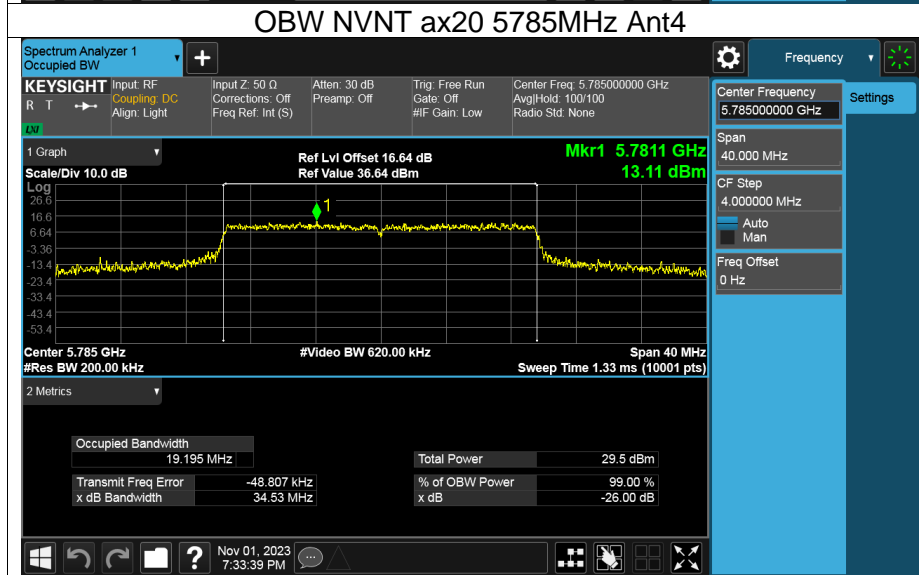 OBW NVNT ax20 5785MHz Ant4
Spectrum Analyzer 1
Occupied BW
Frequency
KEYSIGHT
R T
LXI
Input: RF
Coupling: DC
Align: Light
Input Z: 50 Ω
Corrections: Off
Freq Ref: Int (S)
Atten: 30 dB
Preamp: Off
Trig: Free Run
Gate: Off
#IF Gain: Low
Center Freq: 5.785000000 GHz
Avg|Hold: 100/100
Radio Std: None
Center Frequency
5.785000000 GHz
Settings
Span
40.000 MHz
CF Step
4.000000 MHz
Auto
Man
Freq Offset
0 Hz
1 Graph
Scale/Div 10.0 dB
Ref Lvl Offset 16.64 dB
Ref Value 36.64 dBm
Mkr1 5.7811 GHz
13.11 dBm
Log
26.6
16.6
6.64
-3.36
-13.4
-23.4
-33.4
-43.4
-53.4
1
Center 5.785 GHz
#Res BW 200.00 kHz
#Video BW 620.00 kHz
Span 40 MHz
Sweep Time 1.33 ms (10001 pts)
2 Metrics
Occupied Bandwidth
19.195 MHz
Transmit Freq Error -48.807 kHz
x dB Bandwidth 34.53 MHz
Total Power 29.5 dBm
% of OBW Power 99.00 %
x dB -26.00 dB
?
Nov 01, 2023
7:33:39 PM